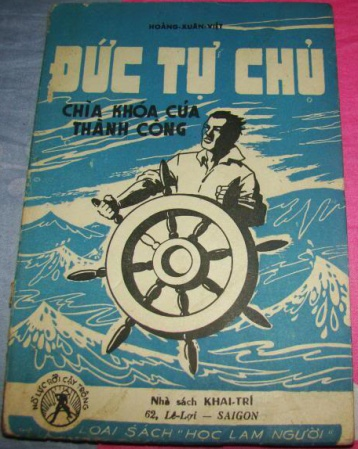 HOÀNG-XUÂN-VIỆT
ĐỨC TỰ CHỦ
CHÌA KHÓA CỦA
THÀNH CÔNG
Nhà sách KHAI-TRÍ
62, Lê-Lợi — SAIGON
LOẠI SÁCH "HỌC LÀM NGƯỜI"